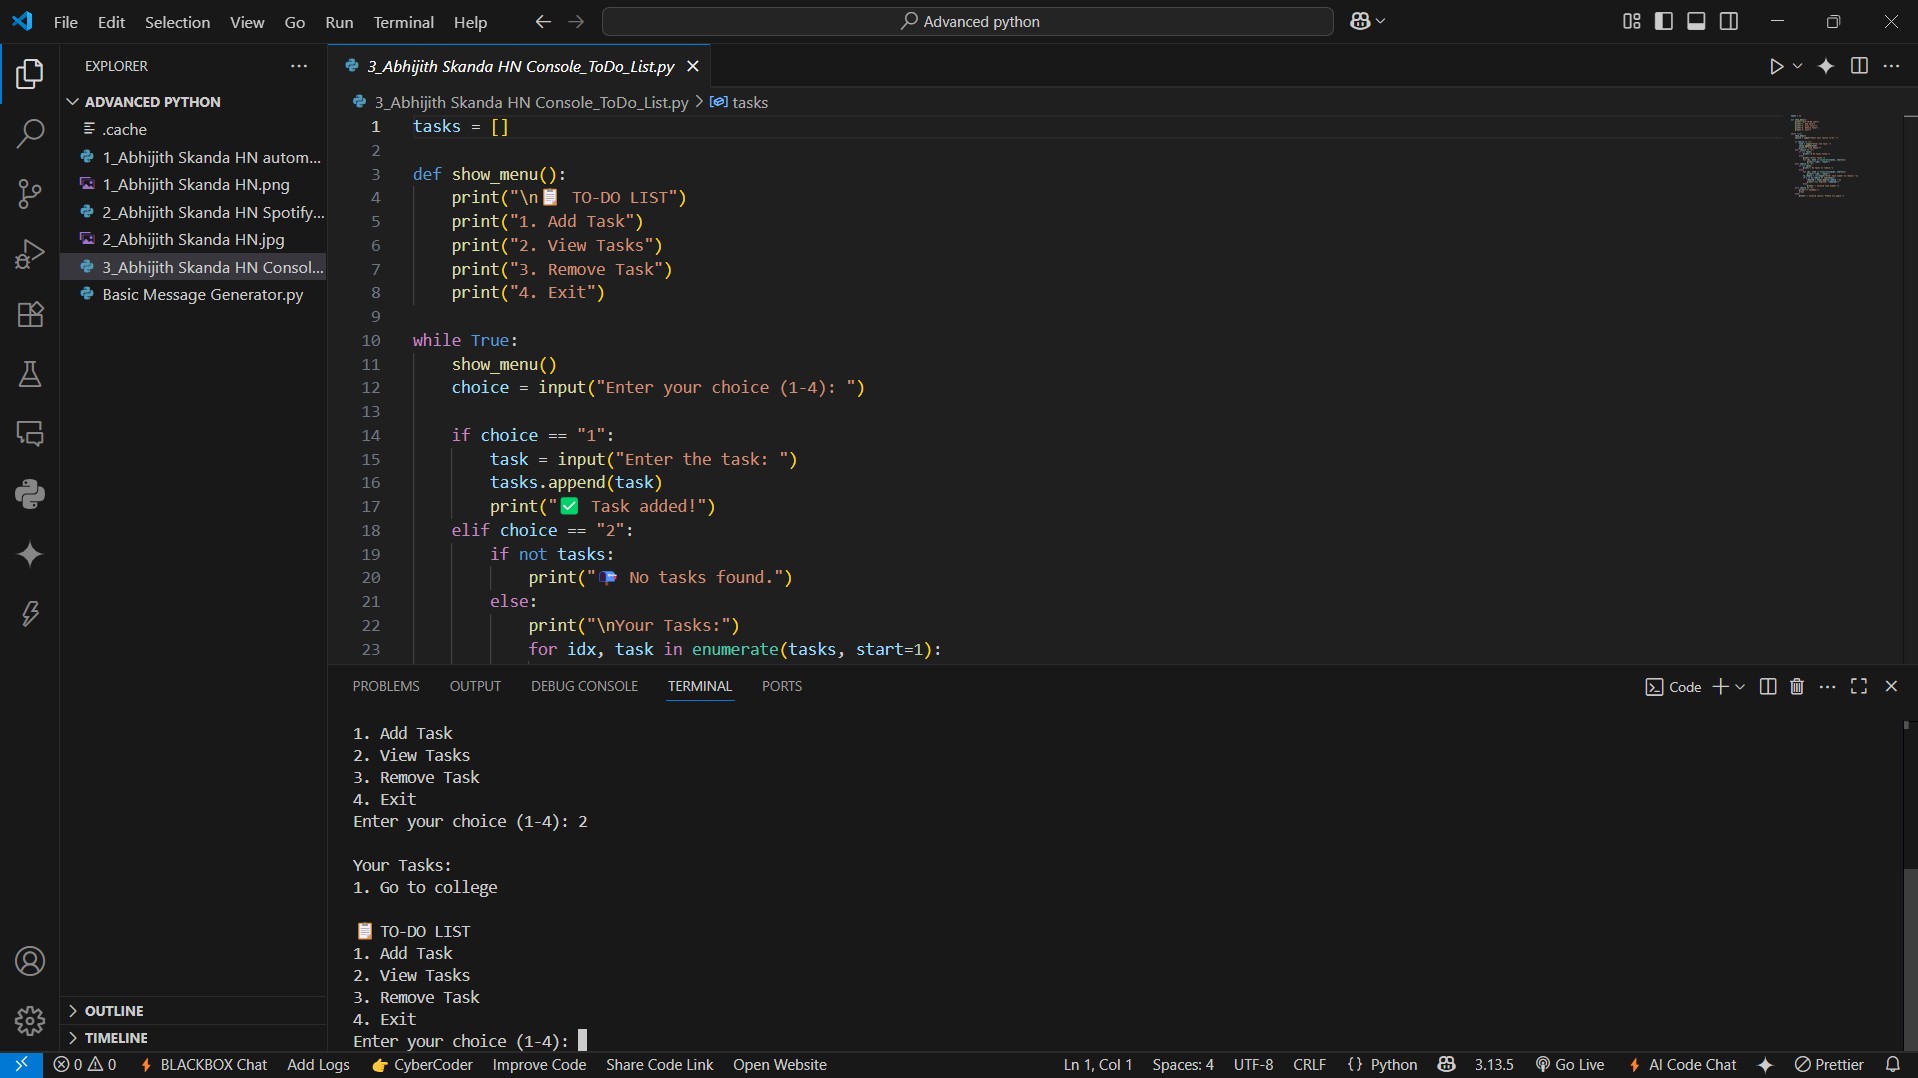 File Edit Selection View Go Run Terminal Help
Advanced python
EXPLORER
ADVANCED PYTHON
.cache
1_Abhijith Skanda HN autom...
1_Abhijith Skanda HN.png
2_Abhijith Skanda HN Spotify...
2_Abhijith Skanda HN.jpg
3_Abhijith Skanda HN Consol...
Basic Message Generator.py
OUTLINE
TIMELINE
3_Abhijith Skanda HN Console_ToDo_List.py
3_Abhijith Skanda HN Console_ToDo_List.py > tasks
1 tasks = []
2
3 def show_menu():
4 print("\n📋 TO-DO LIST")
5 print("1. Add Task")
6 print("2. View Tasks")
7 print("3. Remove Task")
8 print("4. Exit")
9
10 while True:
11 show_menu()
12 choice = input("Enter your choice (1-4): ")
13
14 if choice == "1":
15 task = input("Enter the task: ")
16 tasks.append(task)
17 print("✅ Task added!")
18 elif choice == "2":
19 if not tasks:
20 print("📭 No tasks found.")
21 else:
22 print("\nYour Tasks:")
23 for idx, task in enumerate(tasks, start=1):
PROBLEMS OUTPUT DEBUG CONSOLE TERMINAL PORTS
Code
1. Add Task
2. View Tasks
3. Remove Task
4. Exit
Enter your choice (1-4): 2
Your Tasks:
1. Go to college
📋 TO-DO LIST
1. Add Task
2. View Tasks
3. Remove Task
4. Exit
Enter your choice (1-4):
0 0 BLACKBOX Chat Add Logs 👉 CyberCoder Improve Code Share Code Link Open Website Ln 1, Col 1 Spaces: 4 UTF-8 CRLF {} Python 3.13.5 Go Live AI Code Chat Prettier